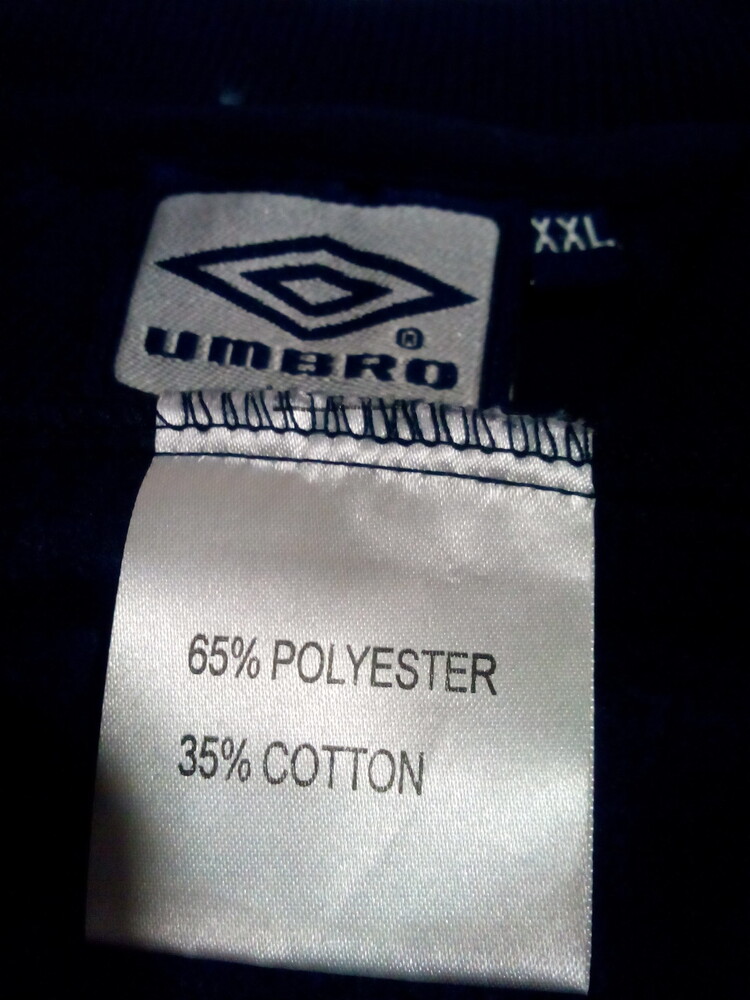 XXL
UMBRO®
65% POLYESTER
35% COTTON